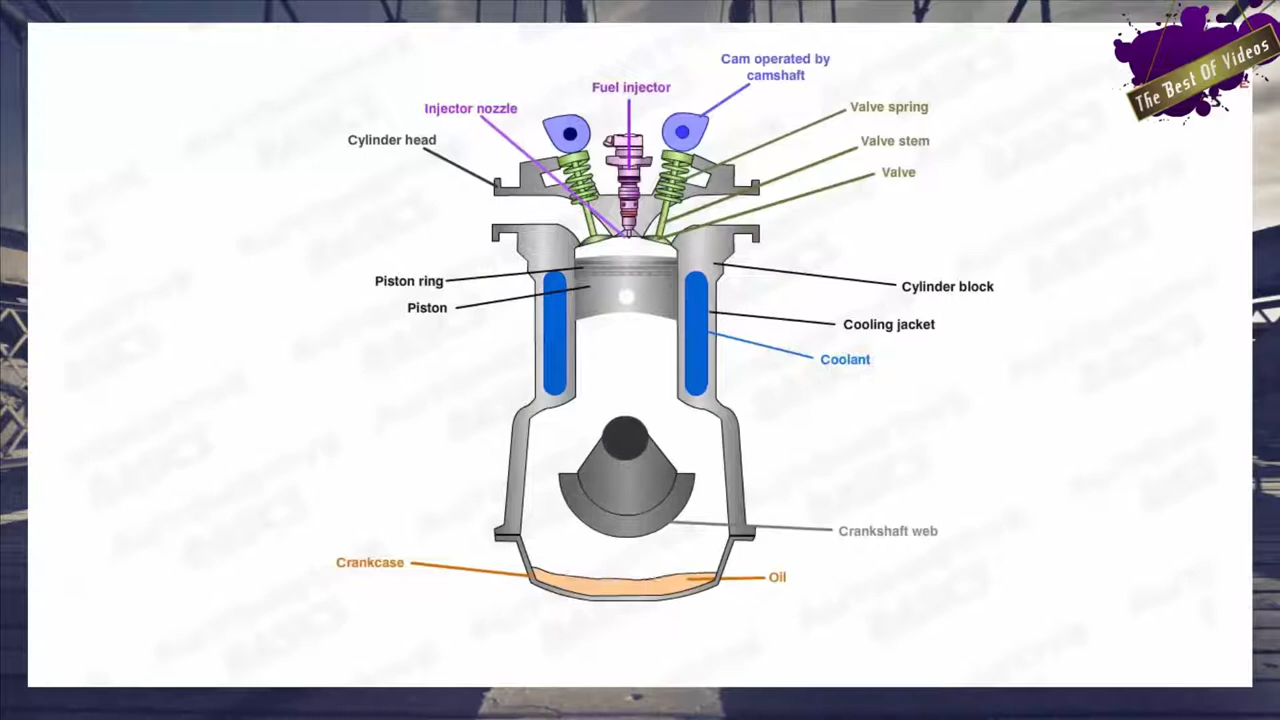 Cam operated by
camshaft
Fuel injector
Injector nozzle
Valve spring
Cylinder head
Valve stem
Valve
Piston ring
Cylinder block
Piston
Cooling jacket
Coolant
Crankshaft web
Crankcase
Oil
The Best Of Videos